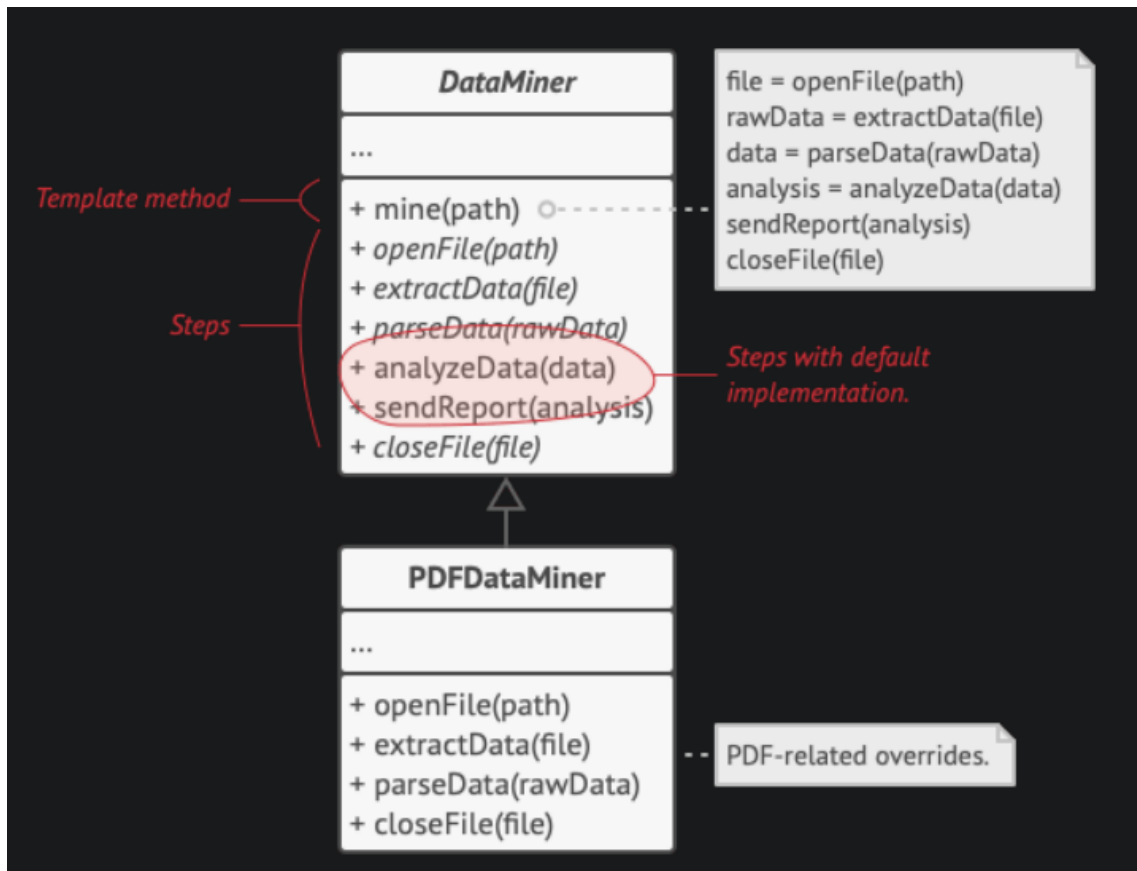 DataMiner
...
Template method
+ mine(path)
+ openFile(path)
+ extractData(file)
Steps
+ parseData(rawData)
+ analyzeData(data)
+ sendReport(analysis)
+ closeFile(file)
file = openFile(path)
rawData = extractData(file)
data = parseData(rawData)
analysis = analyzeData(data)
sendReport(analysis)
closeFile(file)
Steps with default
implementation.
PDFDataMiner
...
+ openFile(path)
+ extractData(file)
+ parseData(rawData)
+ closeFile(file)
PDF-related overrides.